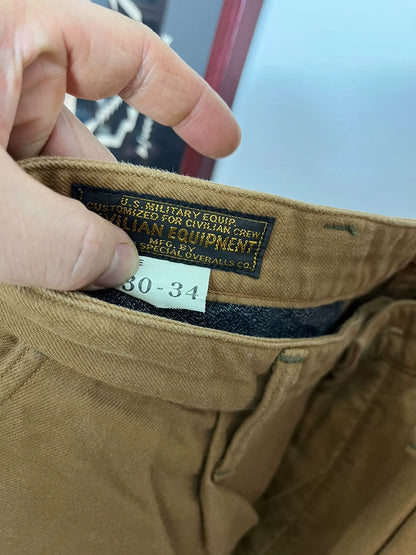 U.S. MILITARY EQUIP.
CUSTOMIZED FOR CIVILIAN CREW
CIVILIAN EQUIPMENT
MFG. BY
SPECIAL OVERALLS CO.
30-34